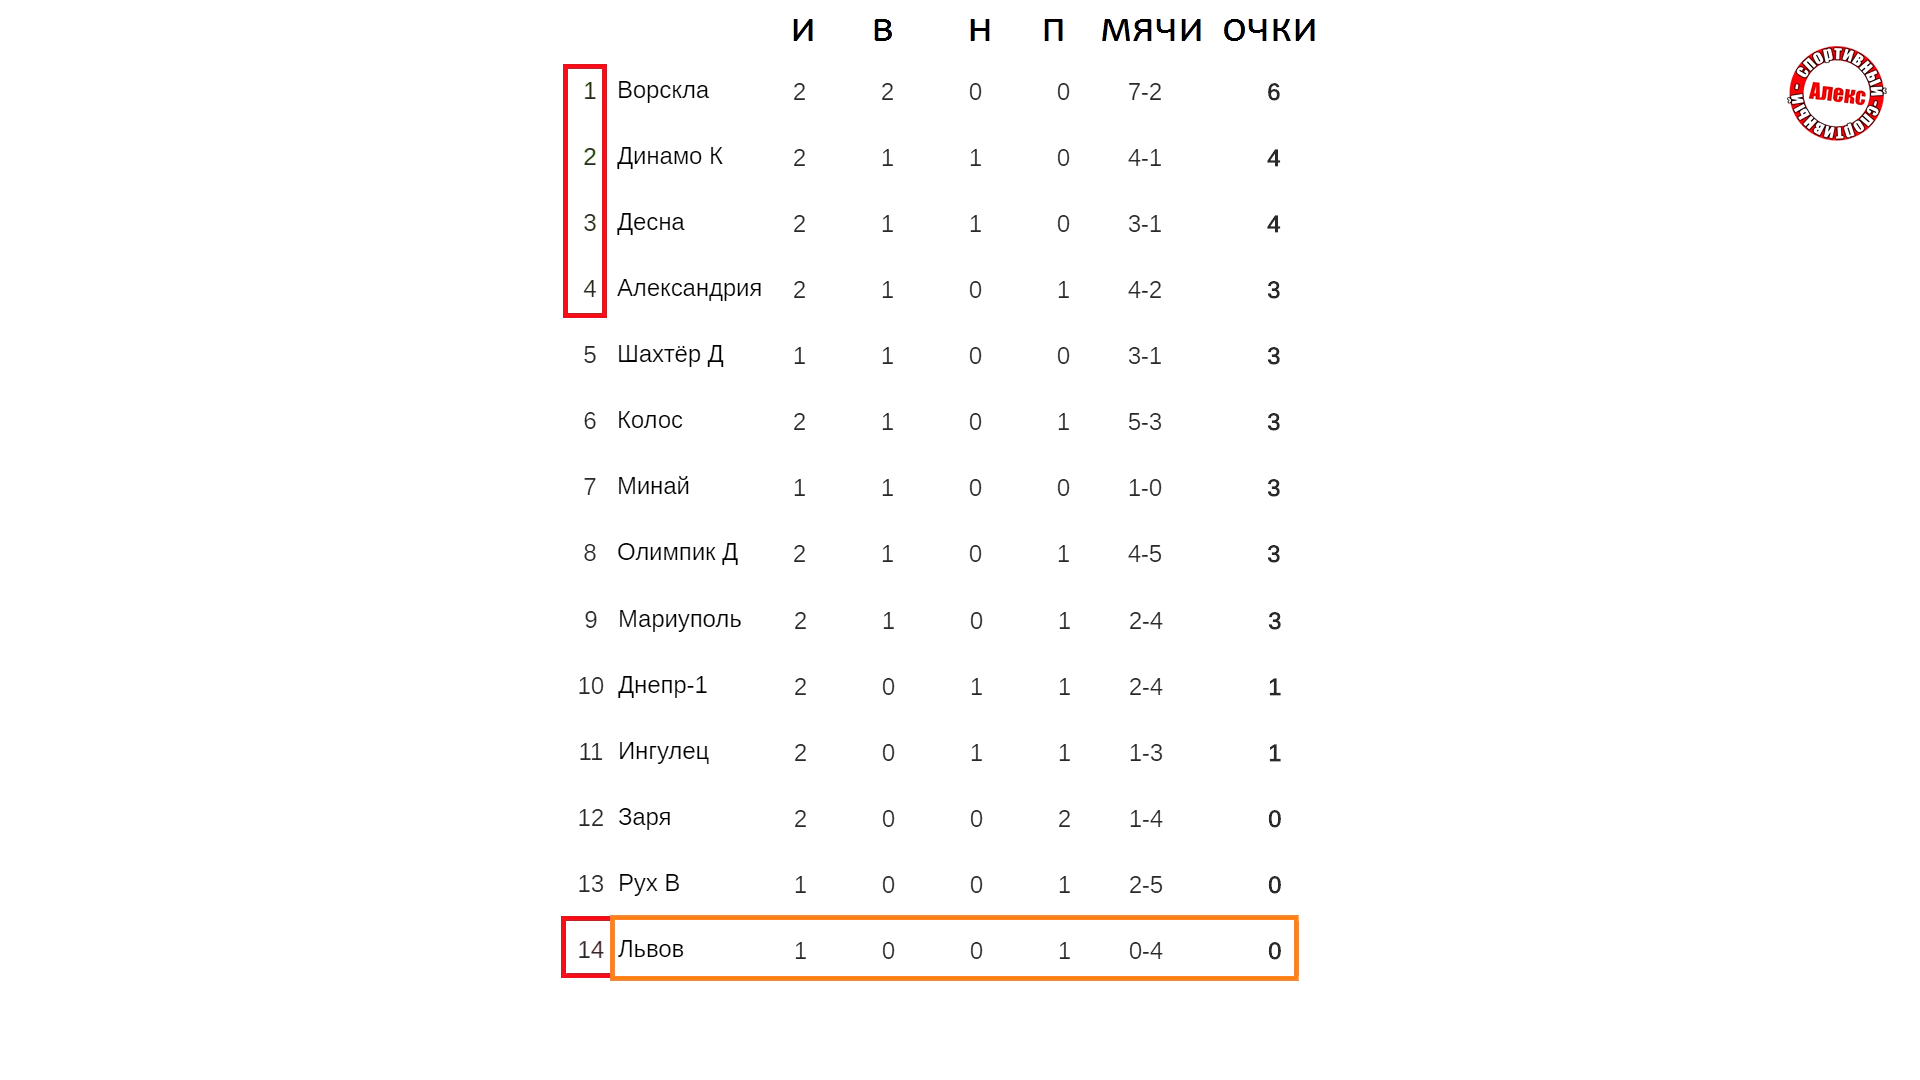 И В Н П МЯЧИ ОЧКИ
1 Ворскла 2 2 0 0 7-2 6
2 Динамо К 2 1 1 0 4-1 4
3 Десна 2 1 1 0 3-1 4
4 Александрия 2 1 0 1 4-2 3
5 Шахтёр Д 1 1 0 0 3-1 3
6 Колос 2 1 0 1 5-3 3
7 Минай 1 1 0 0 1-0 3
8 Олимпик Д 2 1 0 1 4-5 3
9 Мариуполь 2 1 0 1 2-4 3
10 Днепр-1 2 0 1 1 2-4 1
11 Ингулец 2 0 1 1 1-3 1
12 Заря 2 0 0 2 1-4 0
13 Рух В 1 0 0 1 2-5 0
14 Львов 1 0 0 1 0-4 0
СПОРТИВНЫЙ - СПОРТИВНЫЙ -
Алекс